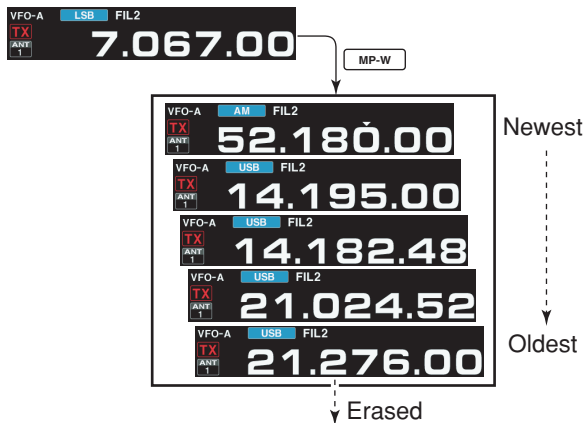 VFO-A LSB FIL2
TX
ANT
1
7.067.00
MP-W
VFO-A AM FIL2
TX
ANT
1
52.180.00
Newest
VFO-A USB FIL2
TX
ANT
1
14.195.00
VFO-A USB FIL2
TX
ANT
1
14.182.48
VFO-A USB FIL2
TX
ANT
1
21.024.52
Oldest
VFO-A USB FIL2
TX
ANT
1
21.276.00
Erased